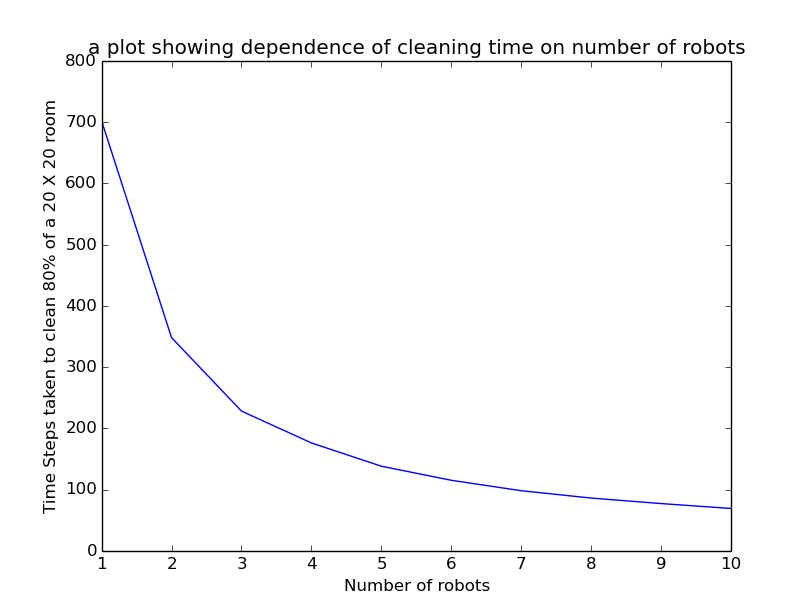 a plot showing dependence of cleaning time on number of robots
800
700
600
500
400
300
200
100
0
Time Steps taken to clean 80% of a 20 X 20 room
1 2 3 4 5 6 7 8 9 10
Number of robots